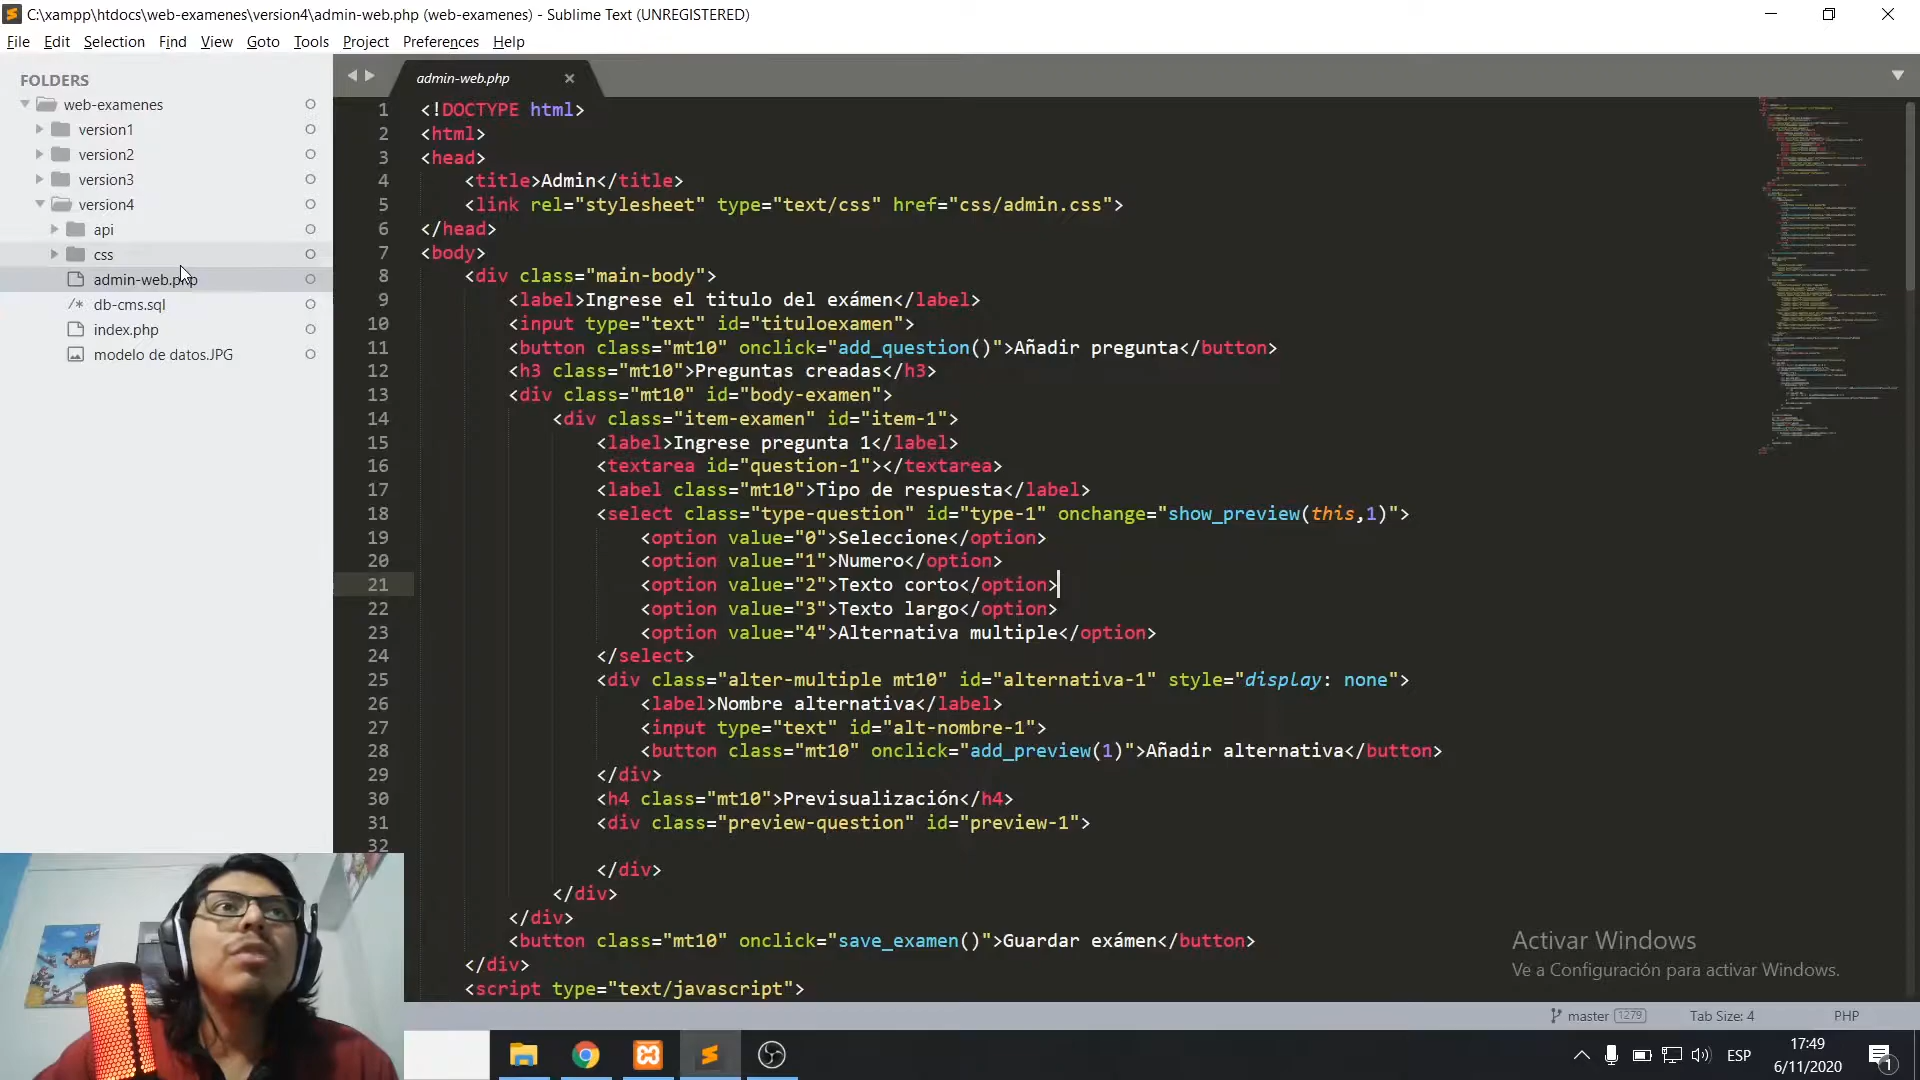 C:\xampp\htdocs\web-examenes\version4\admin-web.php (web-examenes) - Sublime Text (UNREGISTERED)
File Edit Selection Find View Goto Tools Project Preferences Help
FOLDERS
web-examenes
version1
version2
version3
version4
api
css
admin-web.php
/* db-cms.sql
index.php
modelo de datos.JPG
admin-web.php
1 <!DOCTYPE html>
2 <html>
3 <head>
4 <title>Admin</title>
5 <link rel="stylesheet" type="text/css" href="css/admin.css">
6 </head>
7 <body>
8 <div class="main-body">
9 <label>Ingrese el titulo del exámen</label>
10 <input type="text" id="tituloexamen">
11 <button class="mt10" onclick="add_question()">Añadir pregunta</button>
12 <h3 class="mt10">Preguntas creadas</h3>
13 <div class="mt10" id="body-examen">
14 <div class="item-examen" id="item-1">
15 <label>Ingrese pregunta 1</label>
16 <textarea id="question-1"></textarea>
17 <label class="mt10">Tipo de respuesta</label>
18 <select class="type-question" id="type-1" onchange="show_preview(this,1)">
19 <option value="0">Seleccione</option>
20 <option value="1">Numero</option>
21 <option value="2">Texto corto</option>
22 <option value="3">Texto largo</option>
23 <option value="4">Alternativa multiple</option>
24 </select>
25 <div class="alter-multiple mt10" id="alternativa-1" style="display: none">
26 <label>Nombre alternativa</label>
27 <input type="text" id="alt-nombre-1">
28 <button class="mt10" onclick="add_preview(1)">Añadir alternativa</button>
29 </div>
30 <h4 class="mt10">Previsualización</h4>
31 <div class="preview-question" id="preview-1">
32
</div>
</div>
</div>
<button class="mt10" onclick="save_examen()">Guardar exámen</button>
</div>
<script type="text/javascript">
Activar Windows
Ve a Configuración para activar Windows.
master 1279 Tab Size: 4 PHP
ESP
17:49
6/11/2020
1